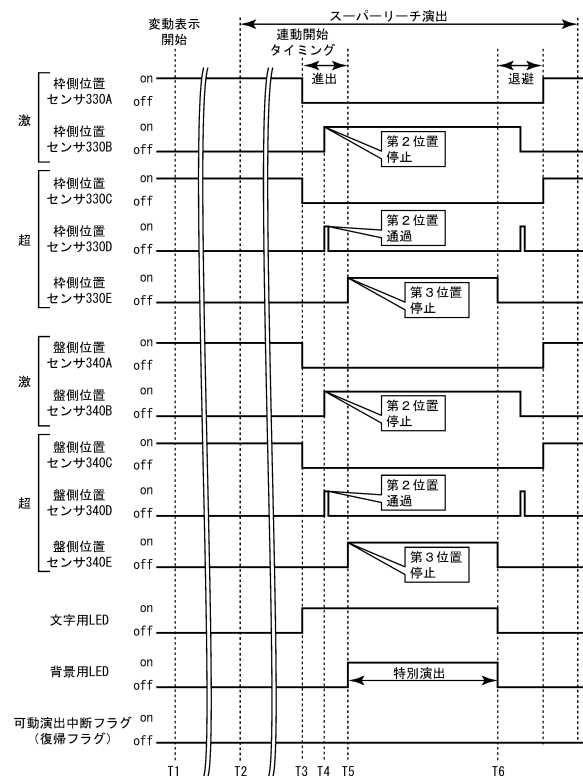 変動表示
開始
スーパーリーチ演出
連動開始
タイミング
進出
退避
激
枠側位置
センサ330A
on
off
枠側位置
センサ330B
on
off
第2位置
停止
超
枠側位置
センサ330C
on
off
枠側位置
センサ330D
on
off
第2位置
通過
枠側位置
センサ330E
on
off
第3位置
停止
激
盤側位置
センサ340A
on
off
盤側位置
センサ340B
on
off
第2位置
停止
超
盤側位置
センサ340C
on
off
盤側位置
センサ340D
on
off
第2位置
通過
盤側位置
センサ340E
on
off
第3位置
停止
文字用LED
on
off
背景用LED
on
off
特別演出
可動演出中断フラグ
(復帰フラグ)
on
off
T1 T2 T3 T4 T5 T6